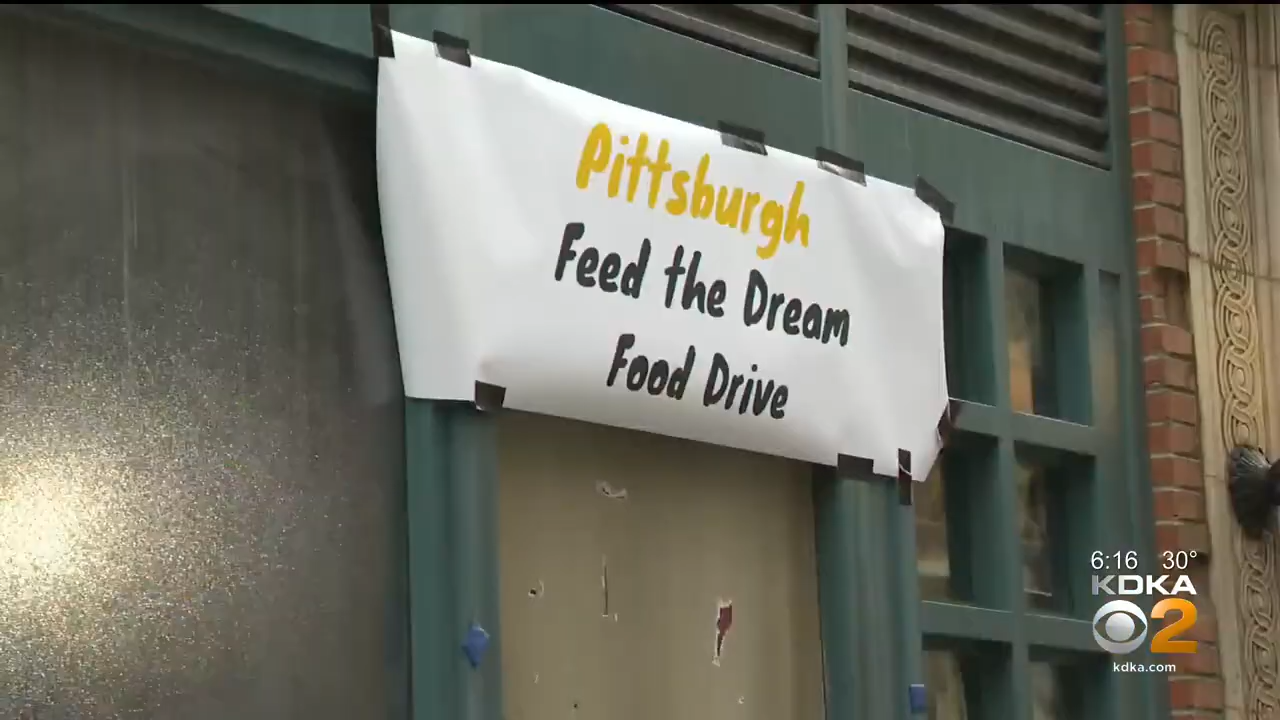 Pittsburgh
Feed the Dream
Food Drive
6:16 30°
KDKA
2
kdka.com